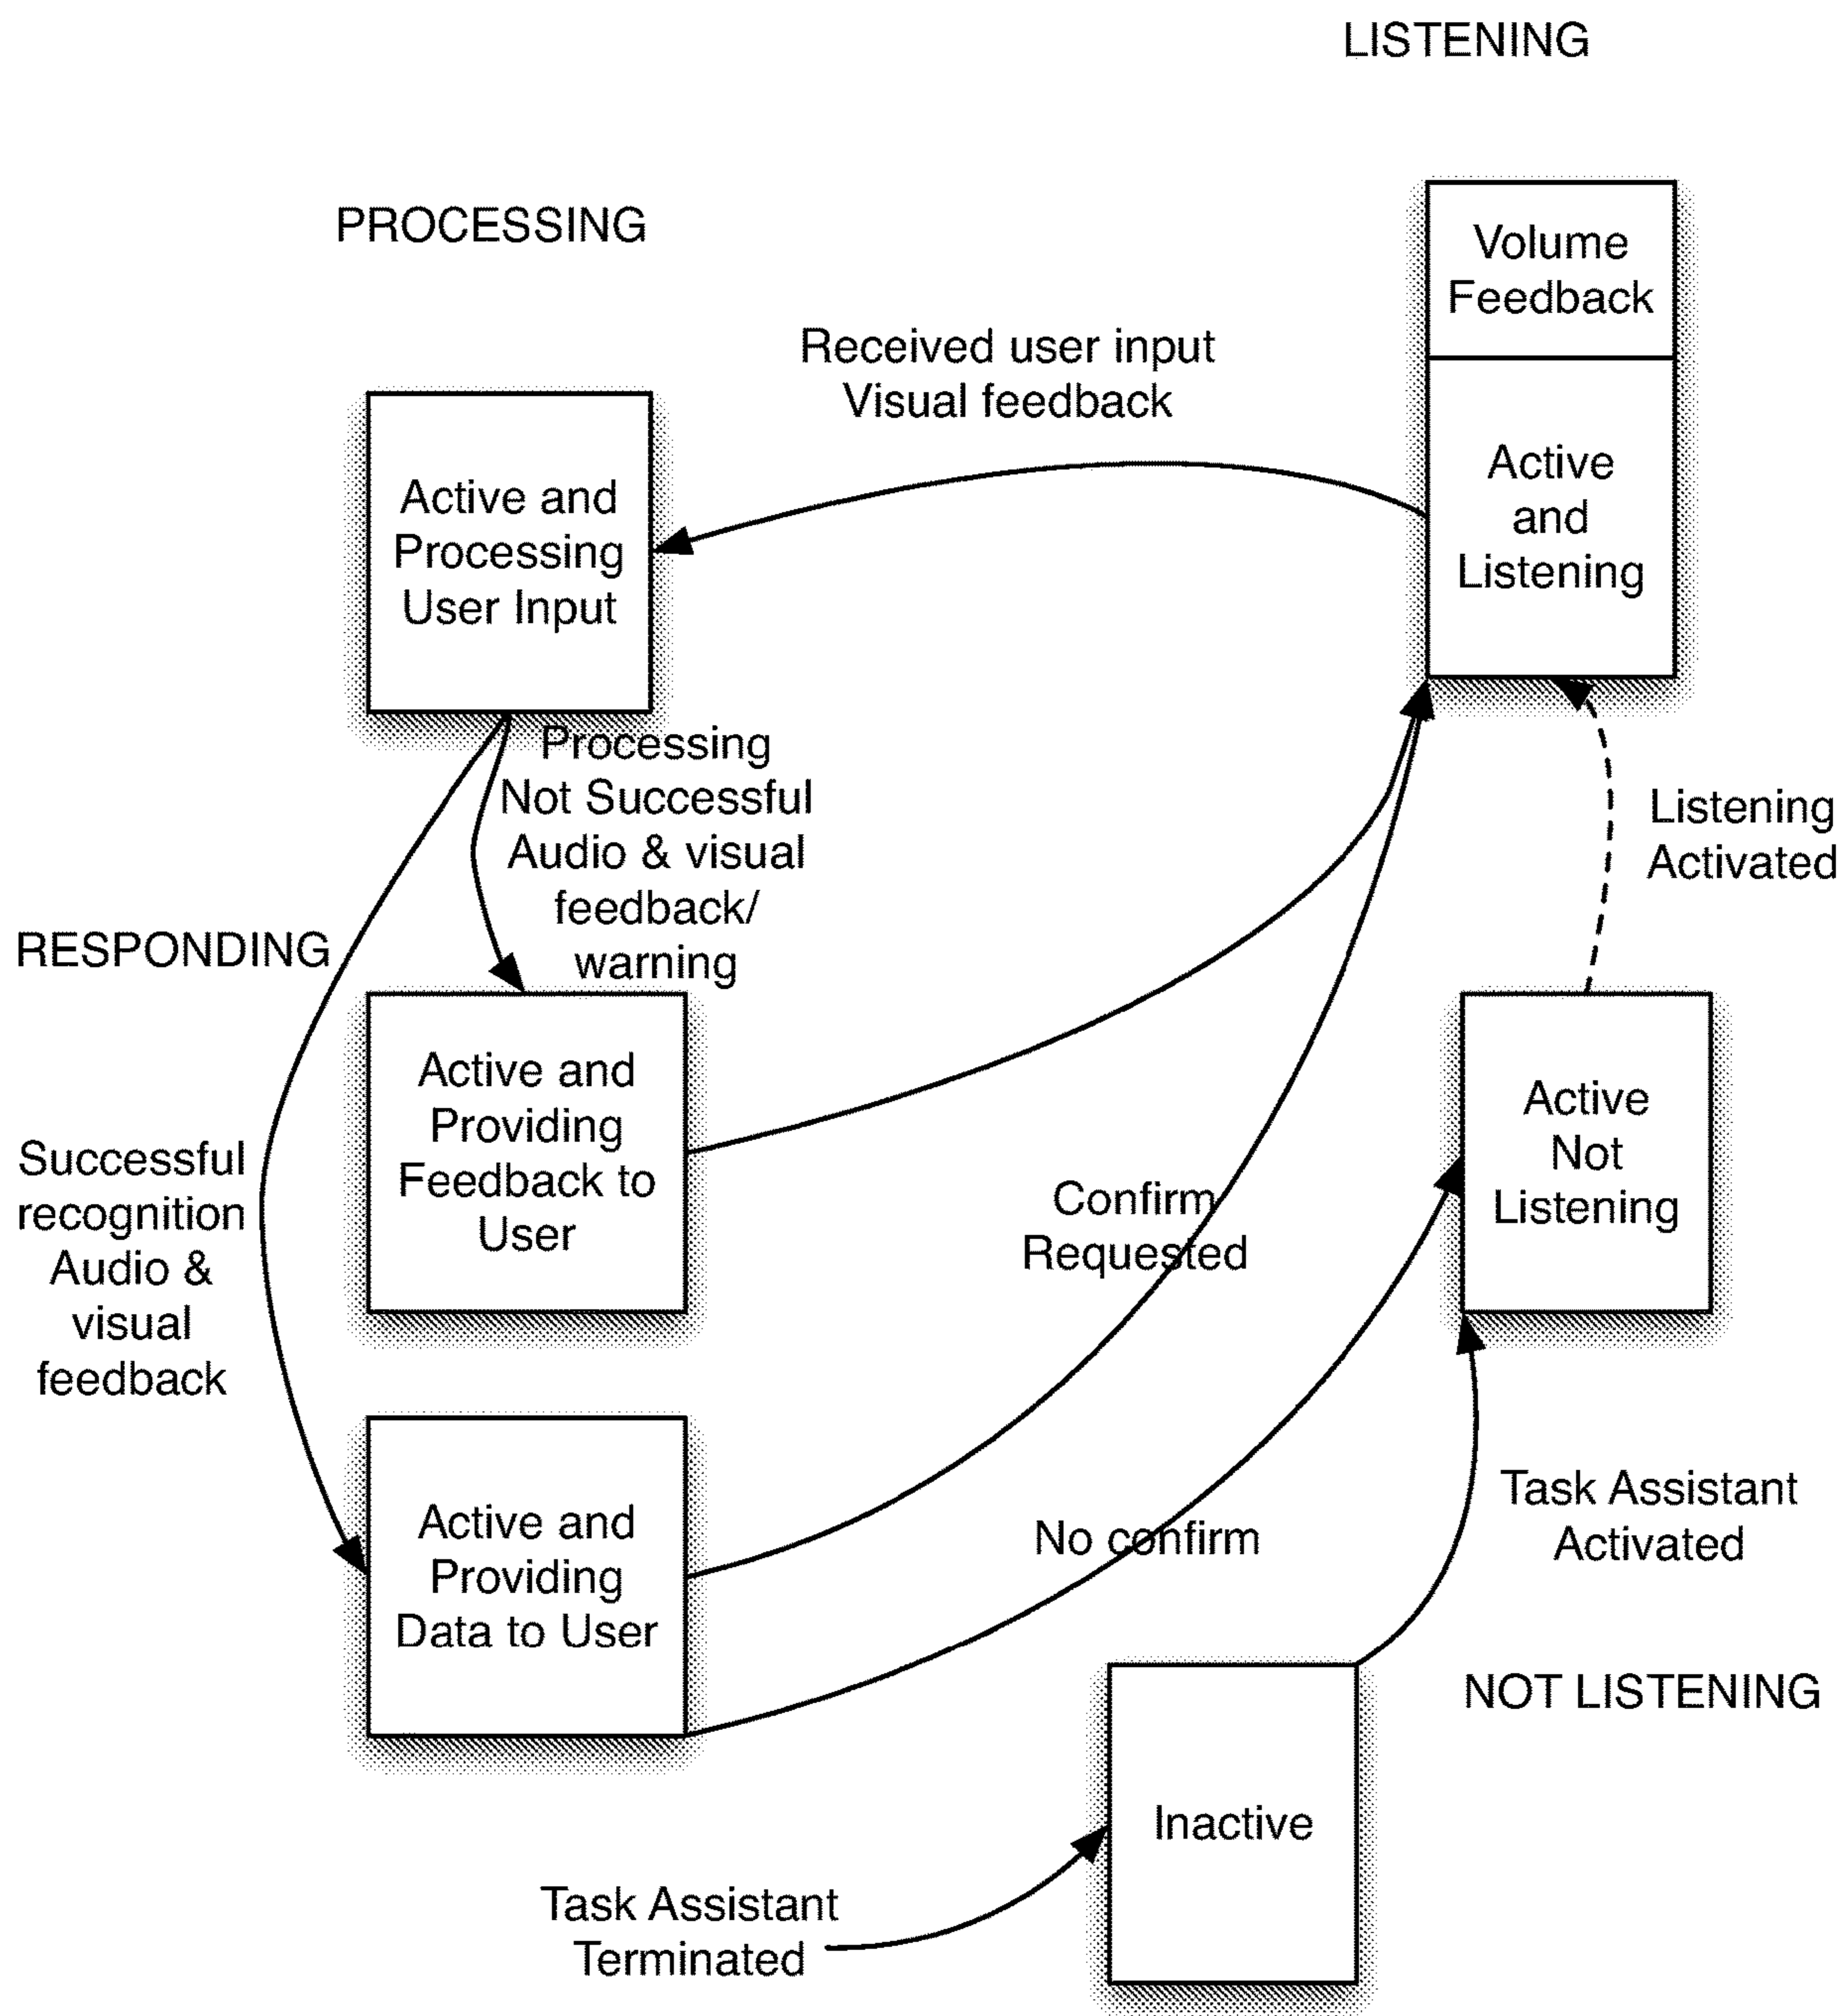 LISTENING
PROCESSING
Volume
Feedback
Received user input
Visual feedback
Active
and
Listening
Active and
Processing
User Input
Processing
Not Successful
Audio & visual
feedback/
warning
Listening
Activated
RESPONDING
Active and
Providing
Feedback to
User
Active
Not
Listening
Successful
recognition
Audio &
visual
feedback
Confirm
Requested
Active and
Providing
Data to User
No confirm
Task Assistant
Activated
NOT LISTENING
Inactive
Task Assistant
Terminated